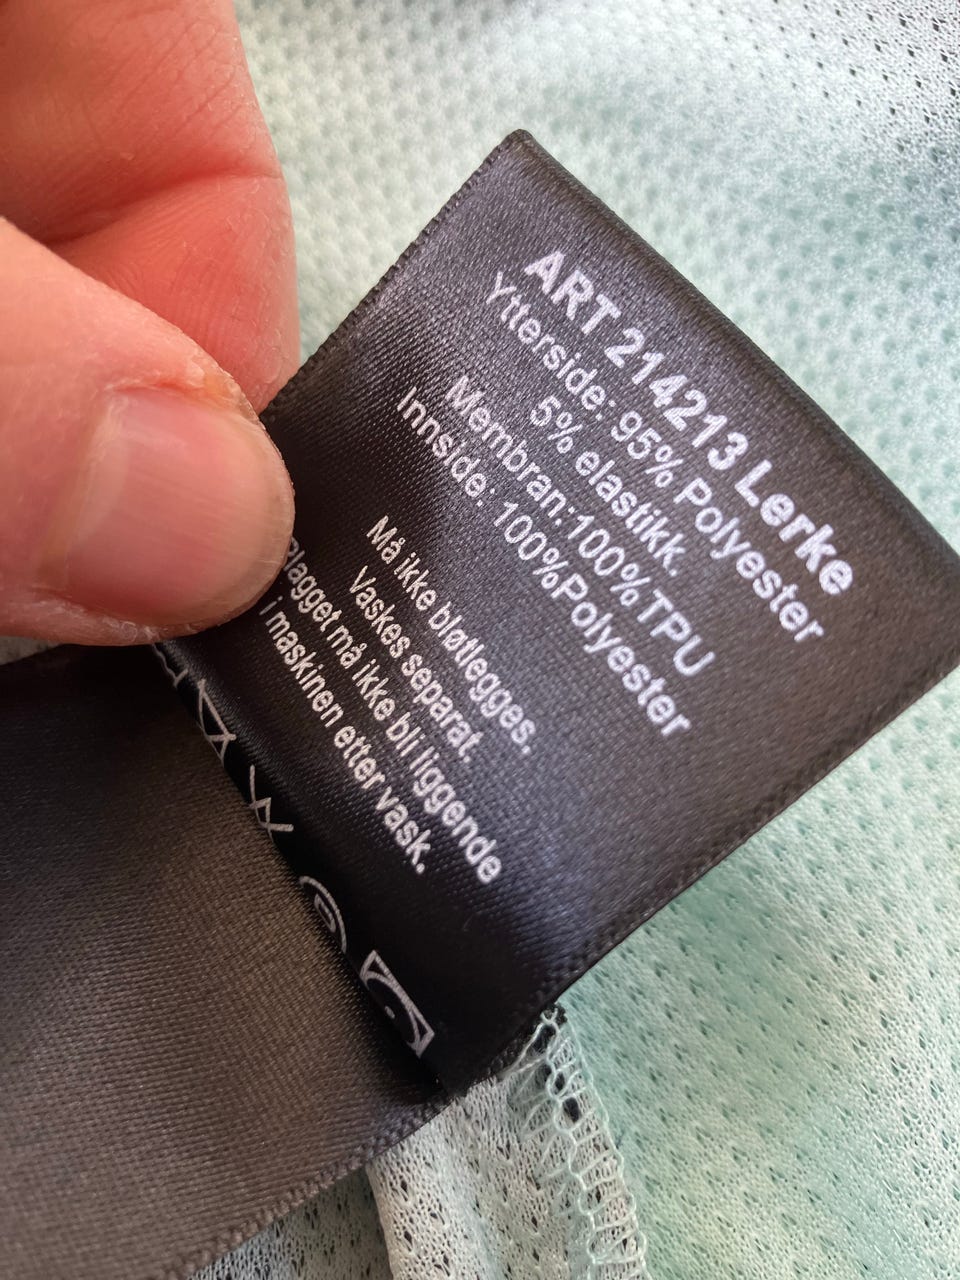 ART 214213 Lerke
Ytterside: 95% Polyester
5% elastikk.
Membran:100%TPU
Innside: 100%Polyester
Må ikke bløtlegges.
Vaskes separat.
Plagget må ikke bli liggende
i maskinen etter vask.